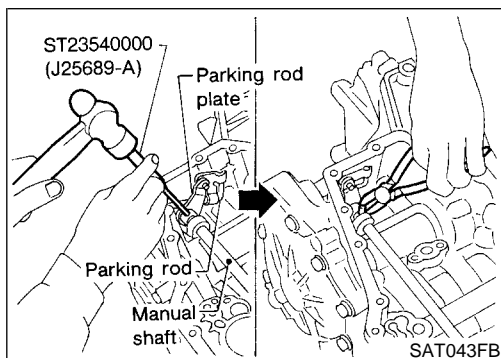 ST23540000
(J25689-A)
Parking rod
plate
Parking rod
Manual
shaft
SAT043FB